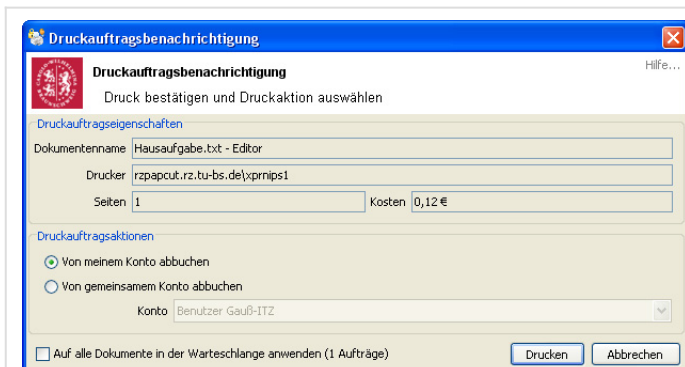 Druckauftragsbenachrichtigung
Druckauftragsbenachrichtigung
Hilfe...
Druck bestätigen und Druckaktion auswählen
Druckauftragseigenschaften
Dokumentenname Hausaufgabe.txt - Editor
Drucker rzpapcut.rz.tu-bs.de\xprnips1
Seiten 1 Kosten 0,12 €
Druckauftragsaktionen
Von meinem Konto abbuchen
Von gemeinsamem Konto abbuchen
Konto Benutzer Gauß-ITZ
Auf alle Dokumente in der Warteschlange anwenden (1 Aufträge) Drucken Abbrechen